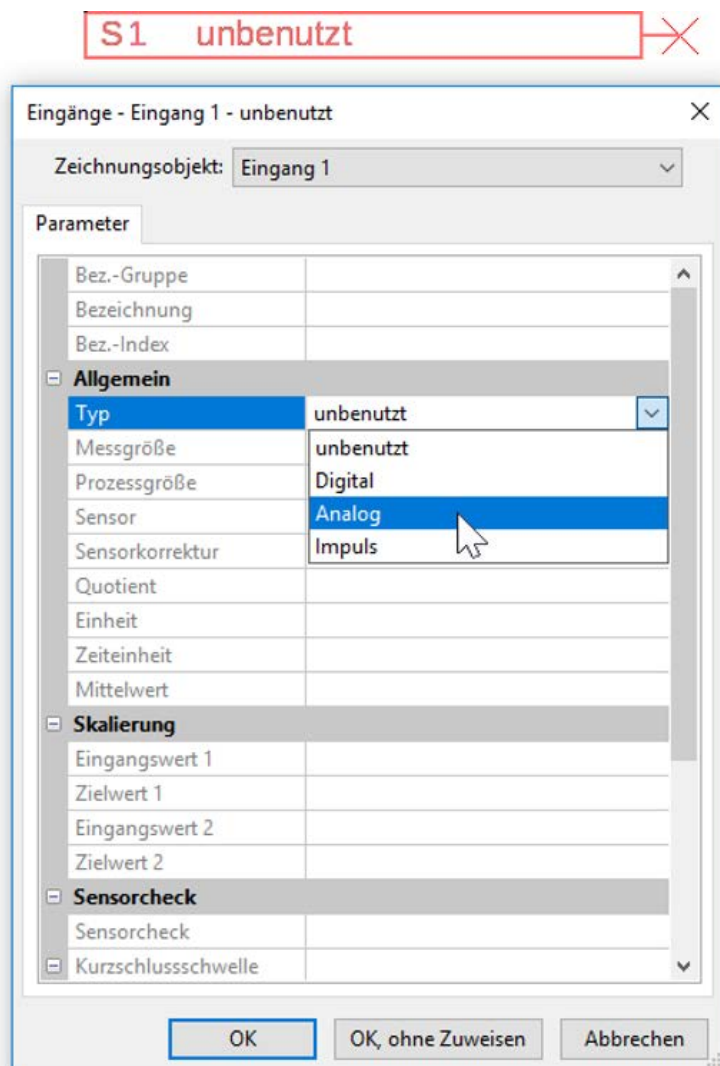 S1 unbenutzt
Eingänge - Eingang 1 - unbenutzt
Zeichnungsobjekt: Eingang 1
Parameter
Bez.-Gruppe
Bezeichnung
Bez.-Index
Allgemein
Typ unbenutzt
Messgröße unbenutzt
Prozessgröße Digital
Sensor Analog
Sensorkorrektur Impuls
Quotient
Einheit
Zeiteinheit
Mittelwert
Skalierung
Eingangswert 1
Zielwert 1
Eingangswert 2
Zielwert 2
Sensorcheck
Sensorcheck
Kurzschlussschwelle
OK OK, ohne Zuweisen Abbrechen